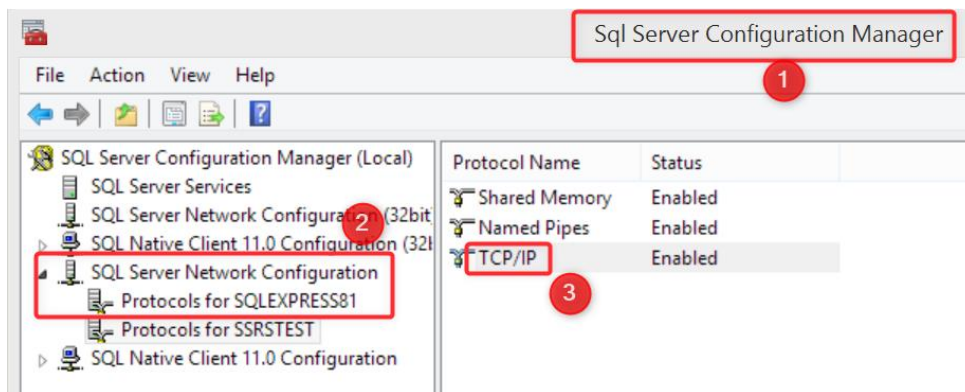 Sql Server Configuration Manager
1
File Action View Help
SQL Server Configuration Manager (Local)
SQL Server Services
SQL Server Network Configuration (32bit
2
SQL Native Client 11.0 Configuration (32
SQL Server Network Configuration
Protocols for SQLEXPRESS81
Protocols for SSRSTEST
SQL Native Client 11.0 Configuration
Protocol Name Status
Shared Memory Enabled
Named Pipes Enabled
TCP/IP Enabled
3